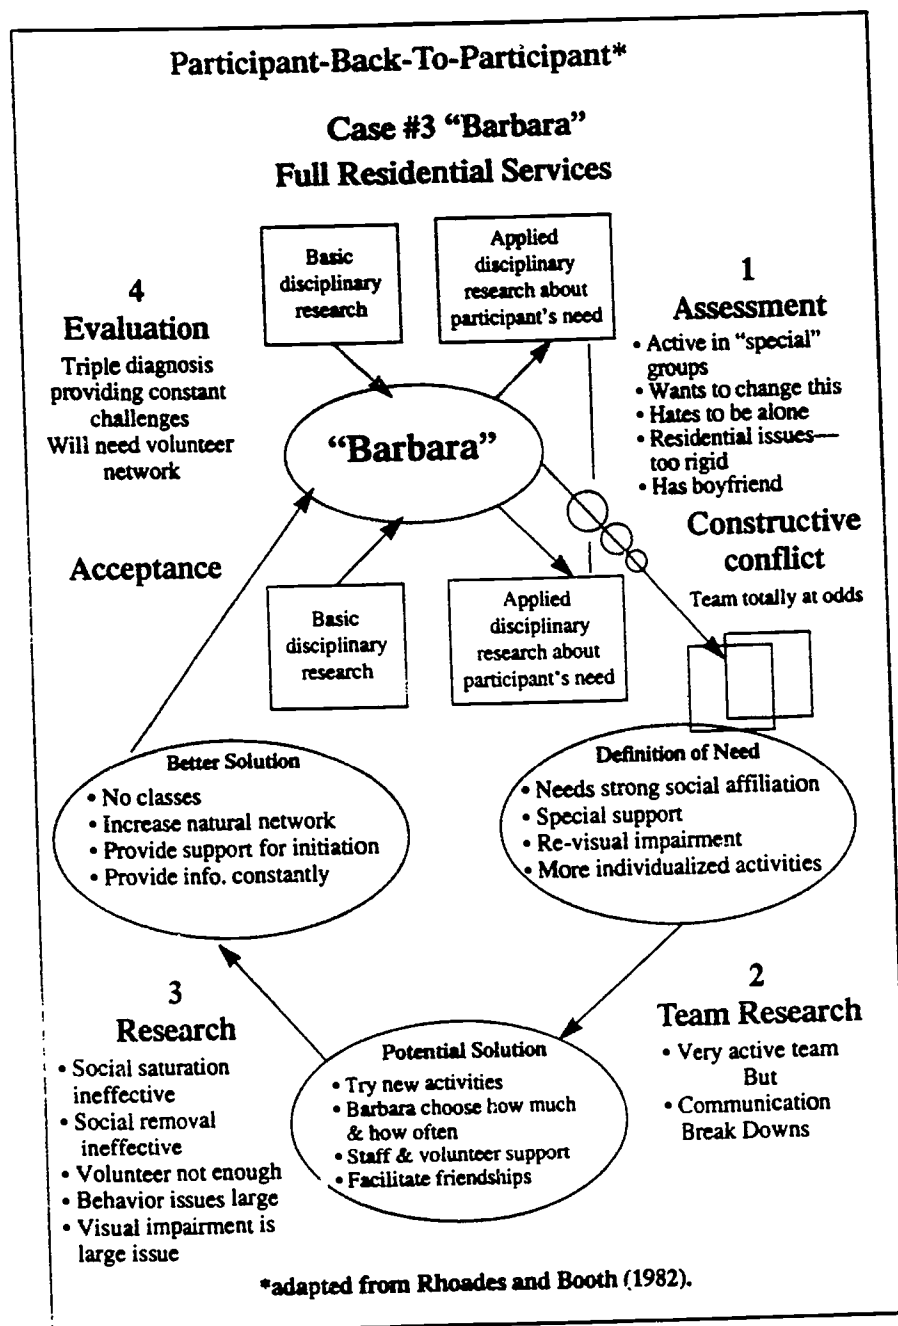 Participant-Back-To-Participant*
Case #3 “Barbara”
Full Residential Services
Basic
disciplinary
research
Applied
disciplinary
research about
participant’s need
1
Assessment
• Active in “special”
groups
• Wants to change this
• Hates to be alone
• Residential issues—
too rigid
• Has boyfriend
4
Evaluation
Triple diagnosis
providing constant
challenges
Will need volunteer
network
“Barbara”
Constructive
conflict
Team totally at odds
Acceptance
Basic
disciplinary
research
Applied
disciplinary
research about
participant’s need
Definition of Need
• Needs strong social affiliation
• Special support
• Re-visual impairment
• More individualized activities
Better Solution
• No classes
• Increase natural network
• Provide support for initiation
• Provide info. constantly
2
Team Research
• Very active team
But
• Communication
Break Downs
Potential Solution
• Try new activities
• Barbara choose how much
& how often
• Staff & volunteer support
• Facilitate friendships
3
Research
• Social saturation
ineffective
• Social removal
ineffective
• Volunteer not enough
• Behavior issues large
• Visual impairment is
large issue
*adapted from Rhoades and Booth (1982).